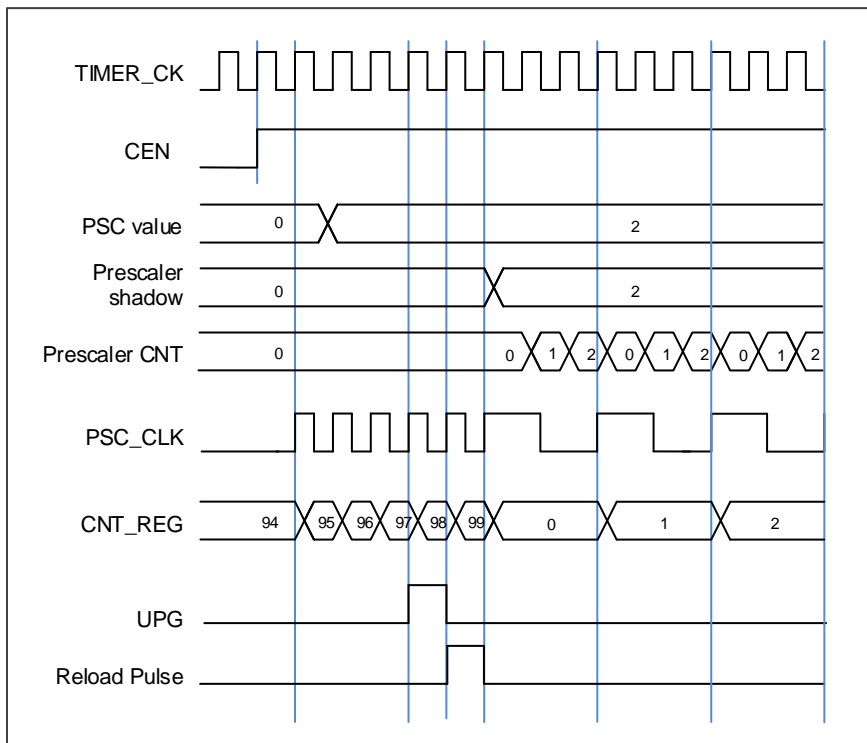 TIMER_CK
CEN
PSC value 0 2
Prescaler shadow 0 2
Prescaler CNT 0 0 1 2 0 1 2 0 1 2
PSC_CLK
CNT_REG 94 95 96 97 98 99 0 1 2
UPG
Reload Pulse